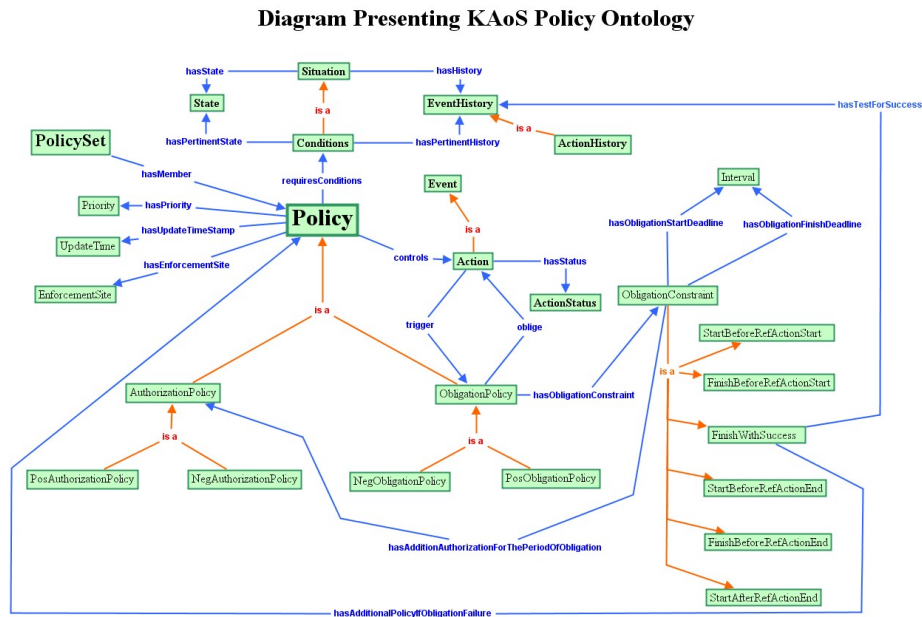 Diagram Presenting KAoS Policy Ontology
hasState
Situation
hasHistory
State
EventHistory
hasTestForSuccess
is a
is a
PolicySet
hasPertinentState
Conditions
hasPertinentHistory
ActionHistory
hasMember
requiresConditions
Event
Interval
Priority
hasPriority
Policy
hasObligationStartDeadline
hasObligationFinishDeadline
hasUpdateTimeStamp
is a
UpdateTime
controls
Action
hasStatus
hasEnforcementSite
EnforcementSite
ObligationConstraint
ActionStatus
is a
trigger
oblige
StartBeforeRefActionStart
is a
FinishBeforeRefActionStart
AuthorizationPolicy
ObligationPolicy
hasObligationConstraint
is a
is a
FinishWithSuccess
PosAuthorizationPolicy
NegAuthorizationPolicy
NegObligationPolicy
PosObligationPolicy
StartBeforeRefActionEnd
FinishBeforeRefActionEnd
hasAdditionAuthorizationForThePeriodOfObligation
StartAfterRefActionEnd
hasAdditionalPolicyIfObligationFailure